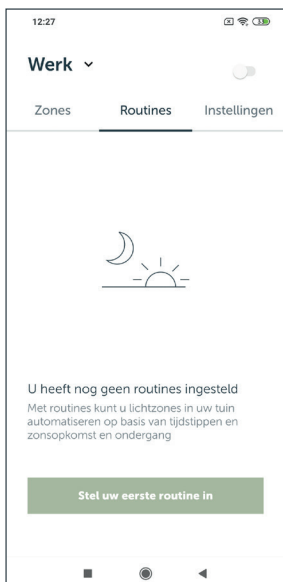 12:27
33
Werk
Zones Routines Instellingen
U heeft nog geen routines ingesteld
Met routines kunt u lichtzones in uw tuin
automatiseren op basis van tijdstippen en
zonsopkomst en ondergang
Stel uw eerste routine in